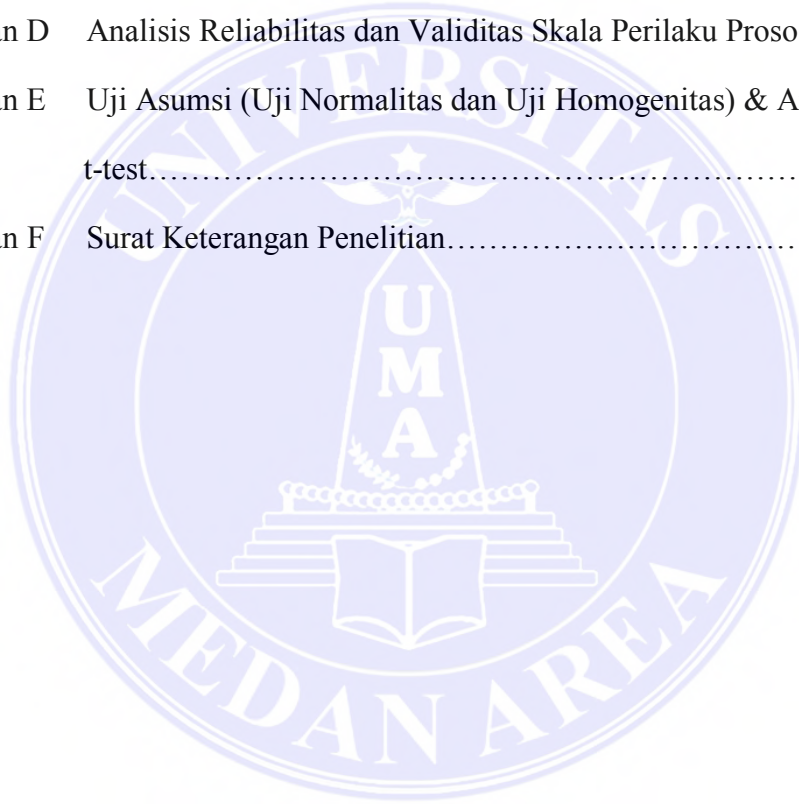 an D Analisis Reliabilitas dan Validitas Skala Perilaku Proso
an E Uji Asumsi (Uji Normalitas dan Uji Homogenitas) & A
t-test……………………………………………………
an F Surat Keterangan Penelitian……………………………
UNIVERSITAS
U
M
A
MEDAN AREA